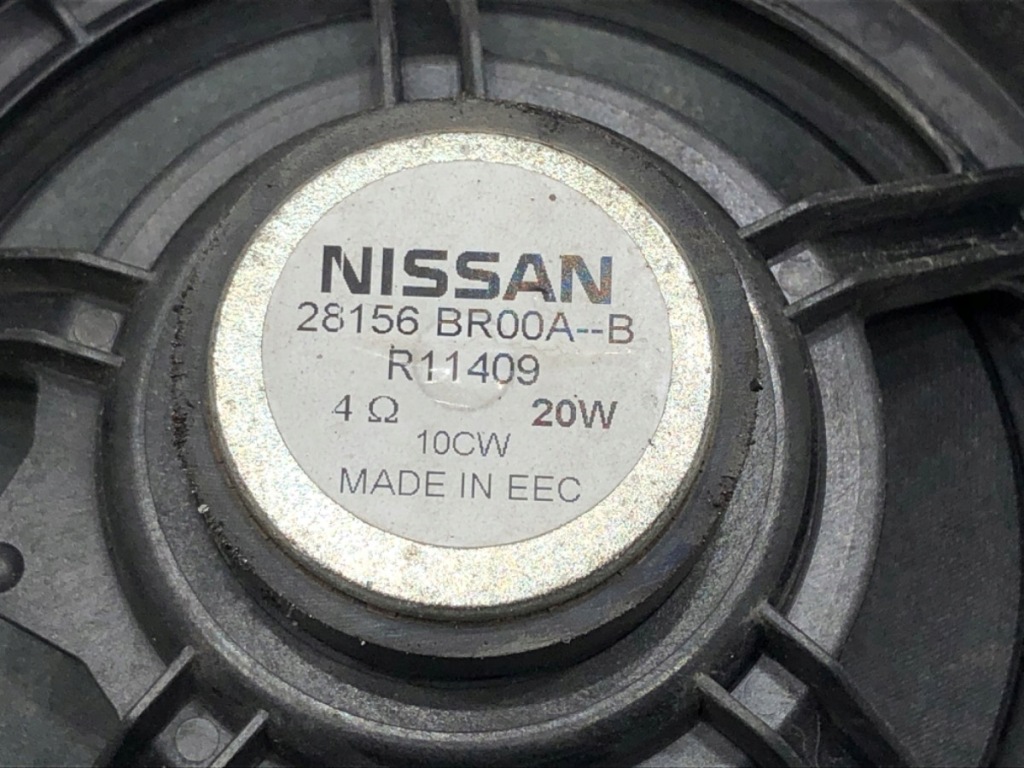 NISSAN
28156 BR00A--B
R11409
4 Ω 20W
10CW
MADE IN EEC